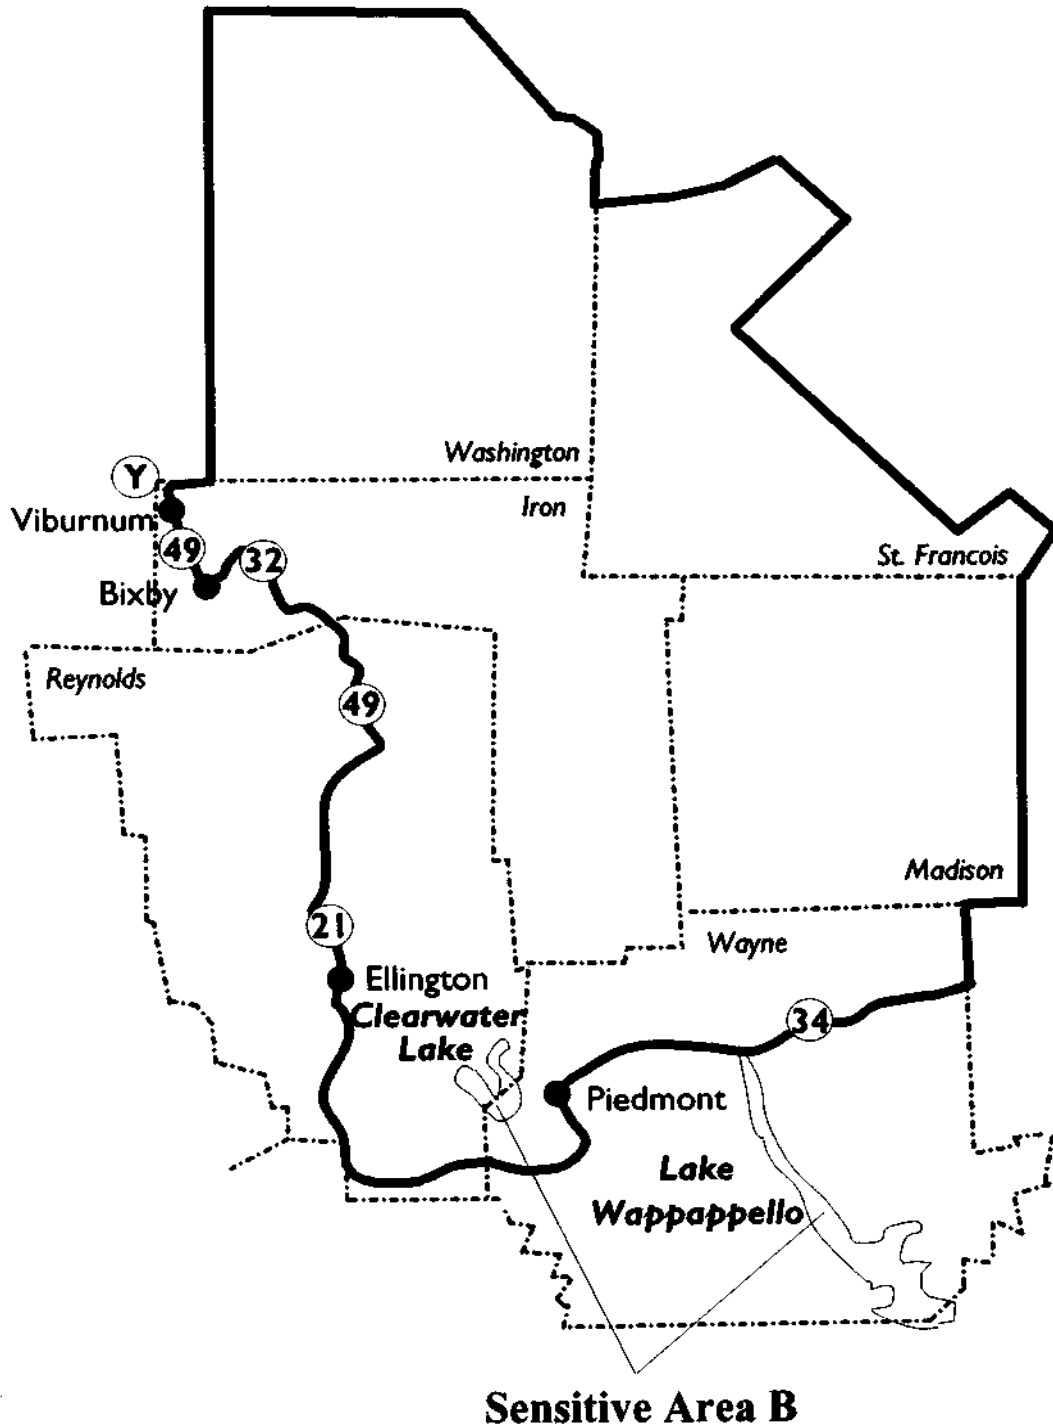 Washington
Y
Iron
Viburnum
49
32
St. Francois
Bixby
Reynolds
49
Madison
21
Wayne
Ellington
Clearwater
Lake
34
Piedmont
Lake
Wappappello
Sensitive Area B